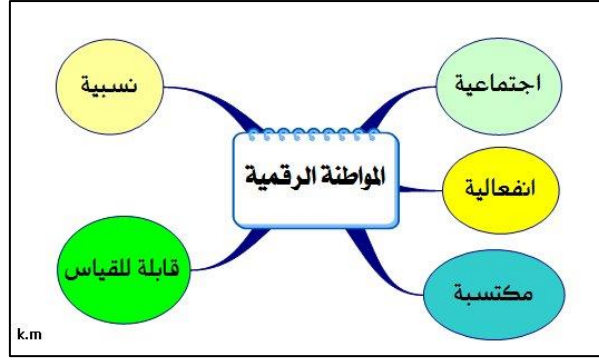 المواطنة الرقمية
اجتماعية
انفعالية
مكتسبة
نسبية
قابلة للقياس
k.m